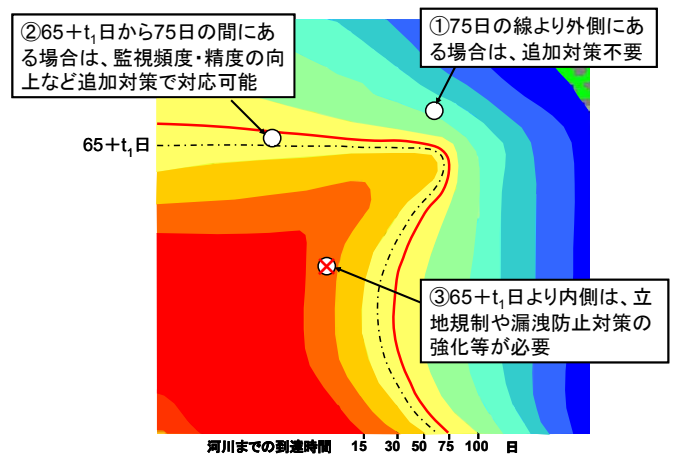 ②65+t₁日から75日の間にあ
る場合は、監視頻度・精度の向
上など追加対策で対応可能
①75日の線より外側にあ
る場合は、追加対策不要
65+t₁日
③65+t₁日より内側は、立
地規制や漏洩防止対策の
強化等が必要
河川までの到達時間 15 30 50 75 100 日